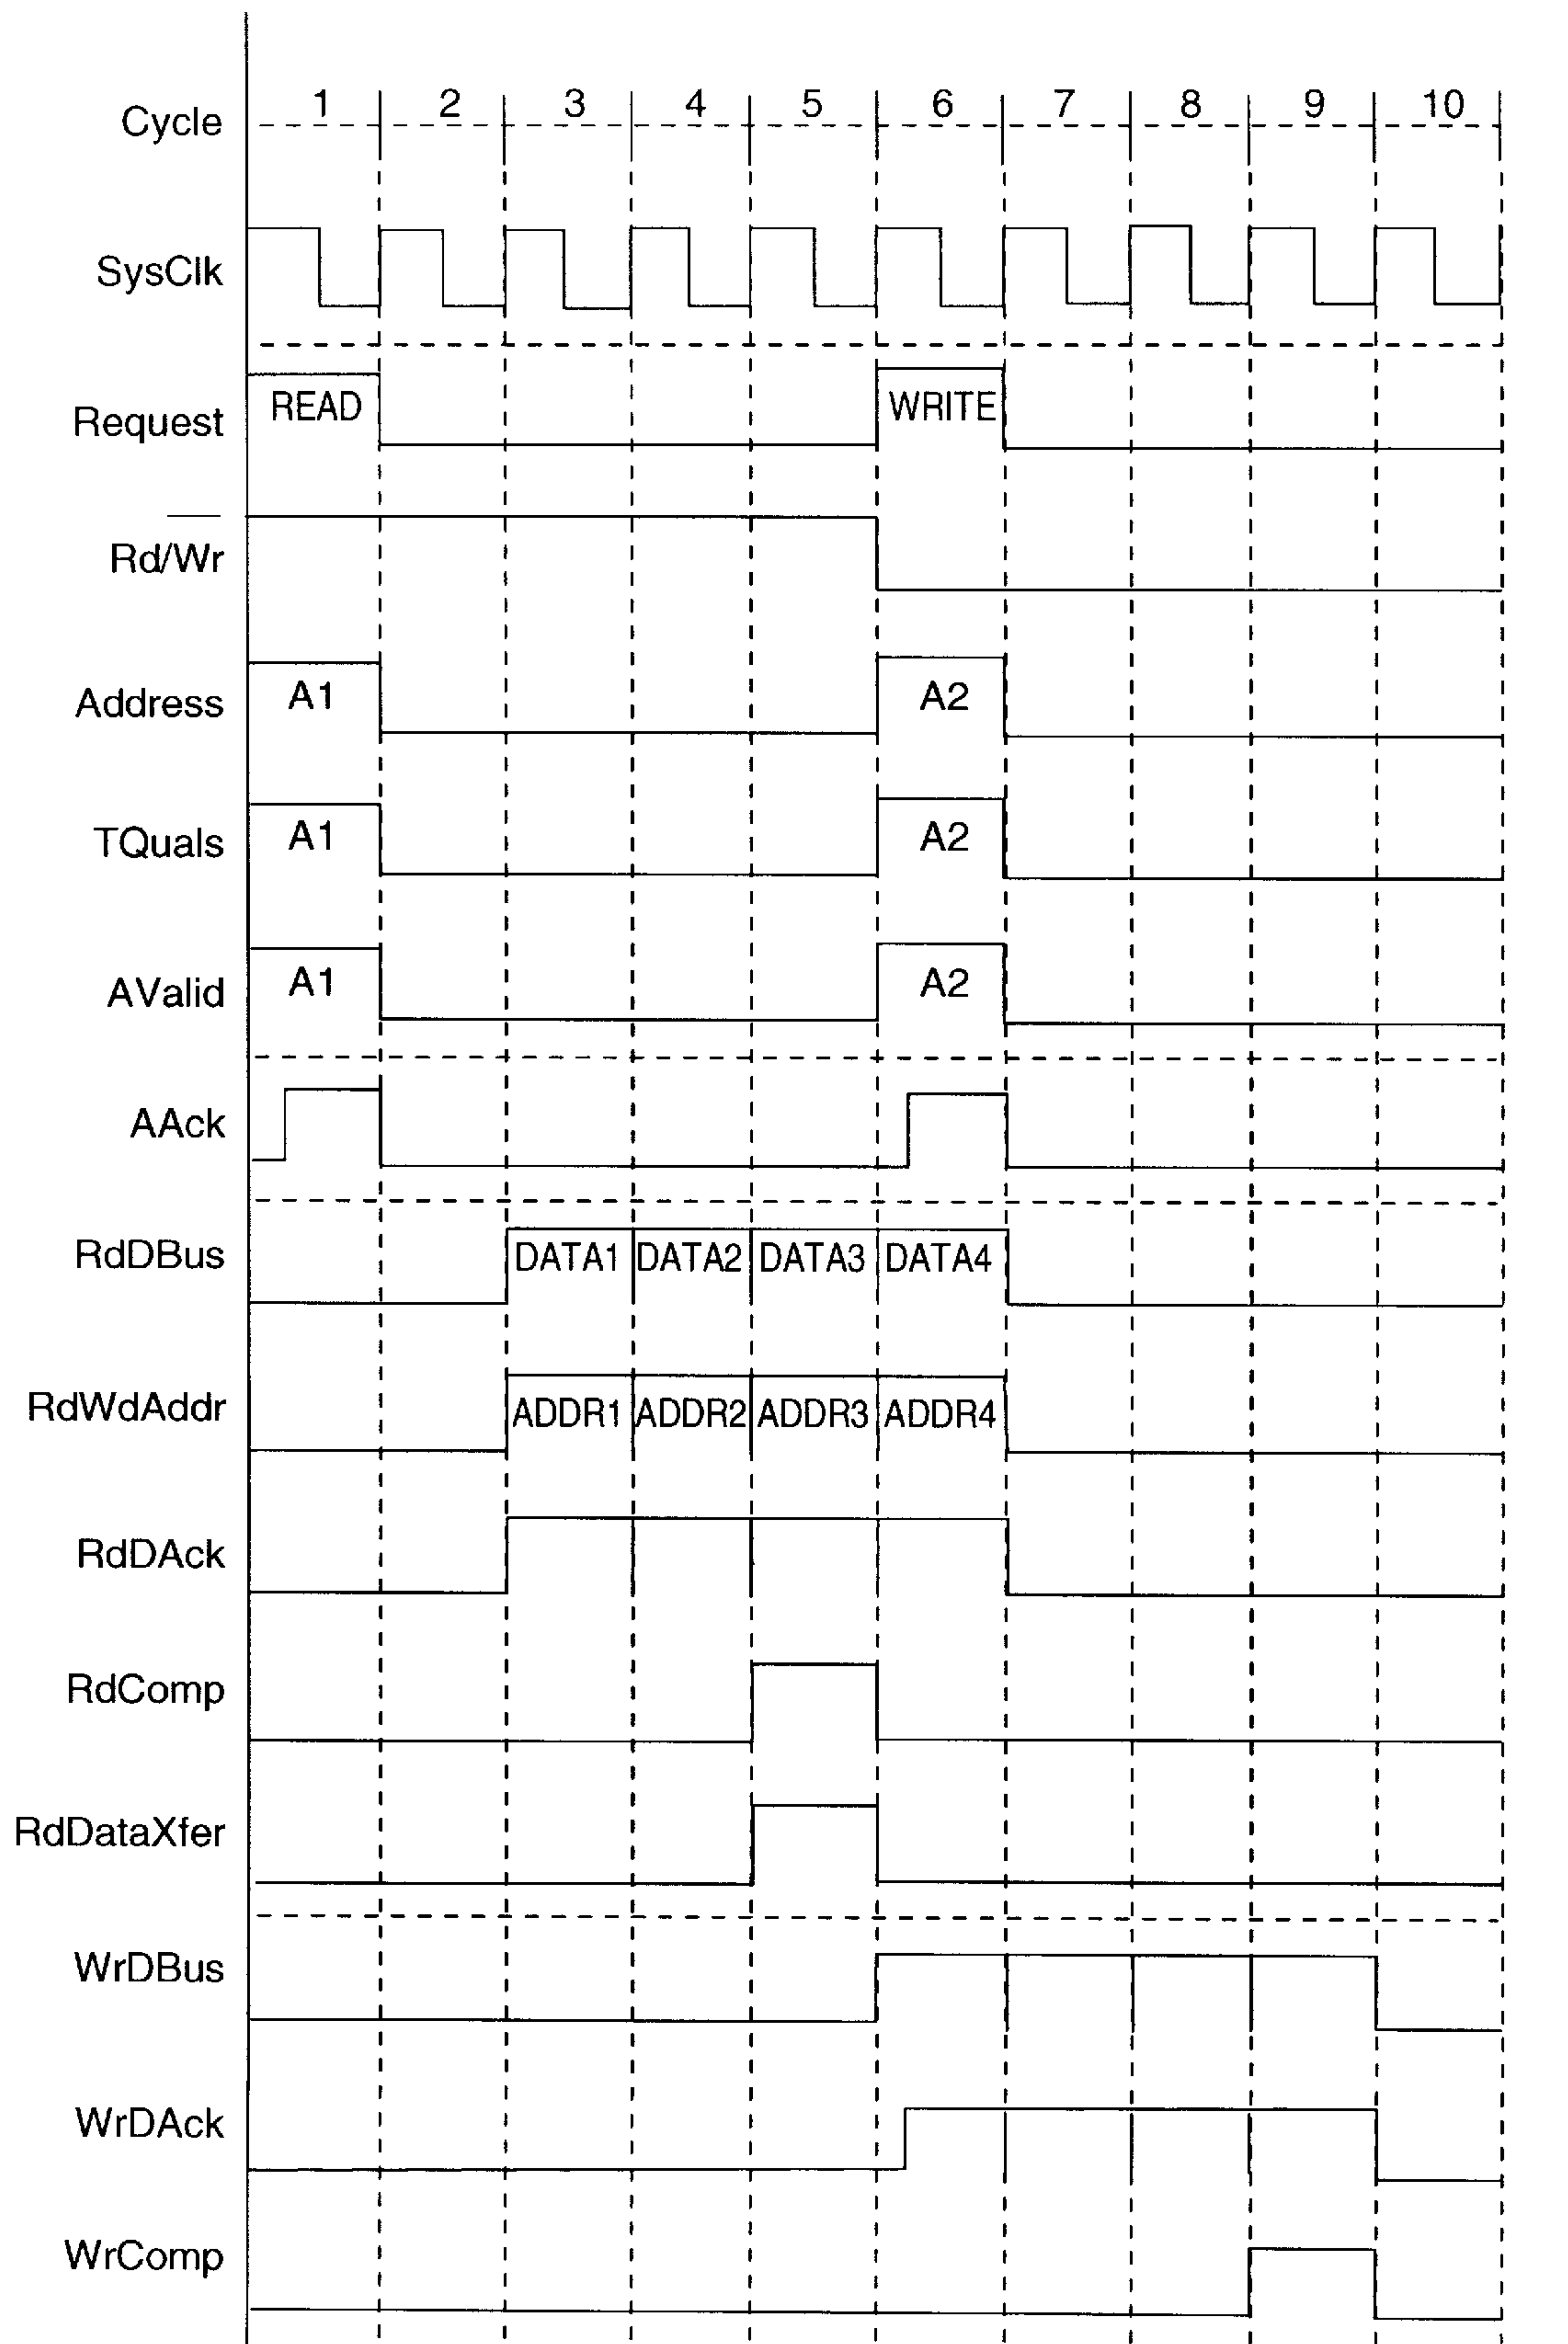 Cycle 1 2 3 4 5 6 7 8 9 10
SysClk
Request READ WRITE
Rd/Wr
Address A1 A2
TQuals A1 A2
AValid A1 A2
AAck
RdDBus DATA1 DATA2 DATA3 DATA4
RdWdAddr ADDR1 ADDR2 ADDR3 ADDR4
RdDAck
RdComp
RdDataXfer
WrDBus
WrDAck
WrComp